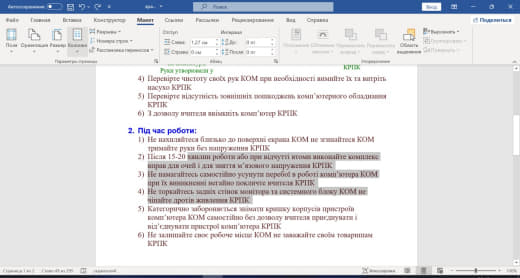 Автозбереження
Поиск
Вход
Файл Главная Вставка Конструктор Макет Ссылки Рассылки Рецензирование Вид Справка
Поделиться
Поля Ориентация Размер Колонки
Разрывы
Номера строк
Расстановка переносов
Отступ
Слева: 1,27 см
Интервал
До: 0 пт
После: 0 пт
Область выделения
Выровнять
Группировать
Повернуть
Параметры страницы
Абзац
Упорядочение
КРПК
Рука утворюєш у
4) Перевірте чистоту своїх рук КОМ при необхідності вимийте їх та витріть
насухо КРПК
5) Перевірте відсутність зовнішніх пошкоджень комп’ютерного обладнання
КРПК
6) З дозволу вчителя ввімкніть комп’ютер КРПК
2. Під час роботи:
1) Не нахиляйтеся близько до поверхні екрана КОМ не згинайтеся КОМ
тримайте руки без напруження КРПК
2) Після 15-20 хвилин роботи або при відчутті втоми виконайте комплекс
вправ для очей і для зняття м’язового напруження КРПК
3) Не намагайтесь самостійно усунути перебої в роботі комп’ютера КОМ
при їх виникненні негайно покличте вчителя КРПК
4) Не торкайтесь задніх стінок монітора та системного блоку КОМ не
чіпайте дротів живлення КРПК
5) Категорично забороняється знімати кришку корпусів пристроїв
комп’ютера КОМ самостійно без дозволу вчителя приєднувати і
від’єднувати пристрої комп’ютера КРПК
6) Не залишайте своє робоче місце КОМ не заважайте своїм товаришам
КРПК
Страница 1 из 2
украинский
Фокусировка
100%